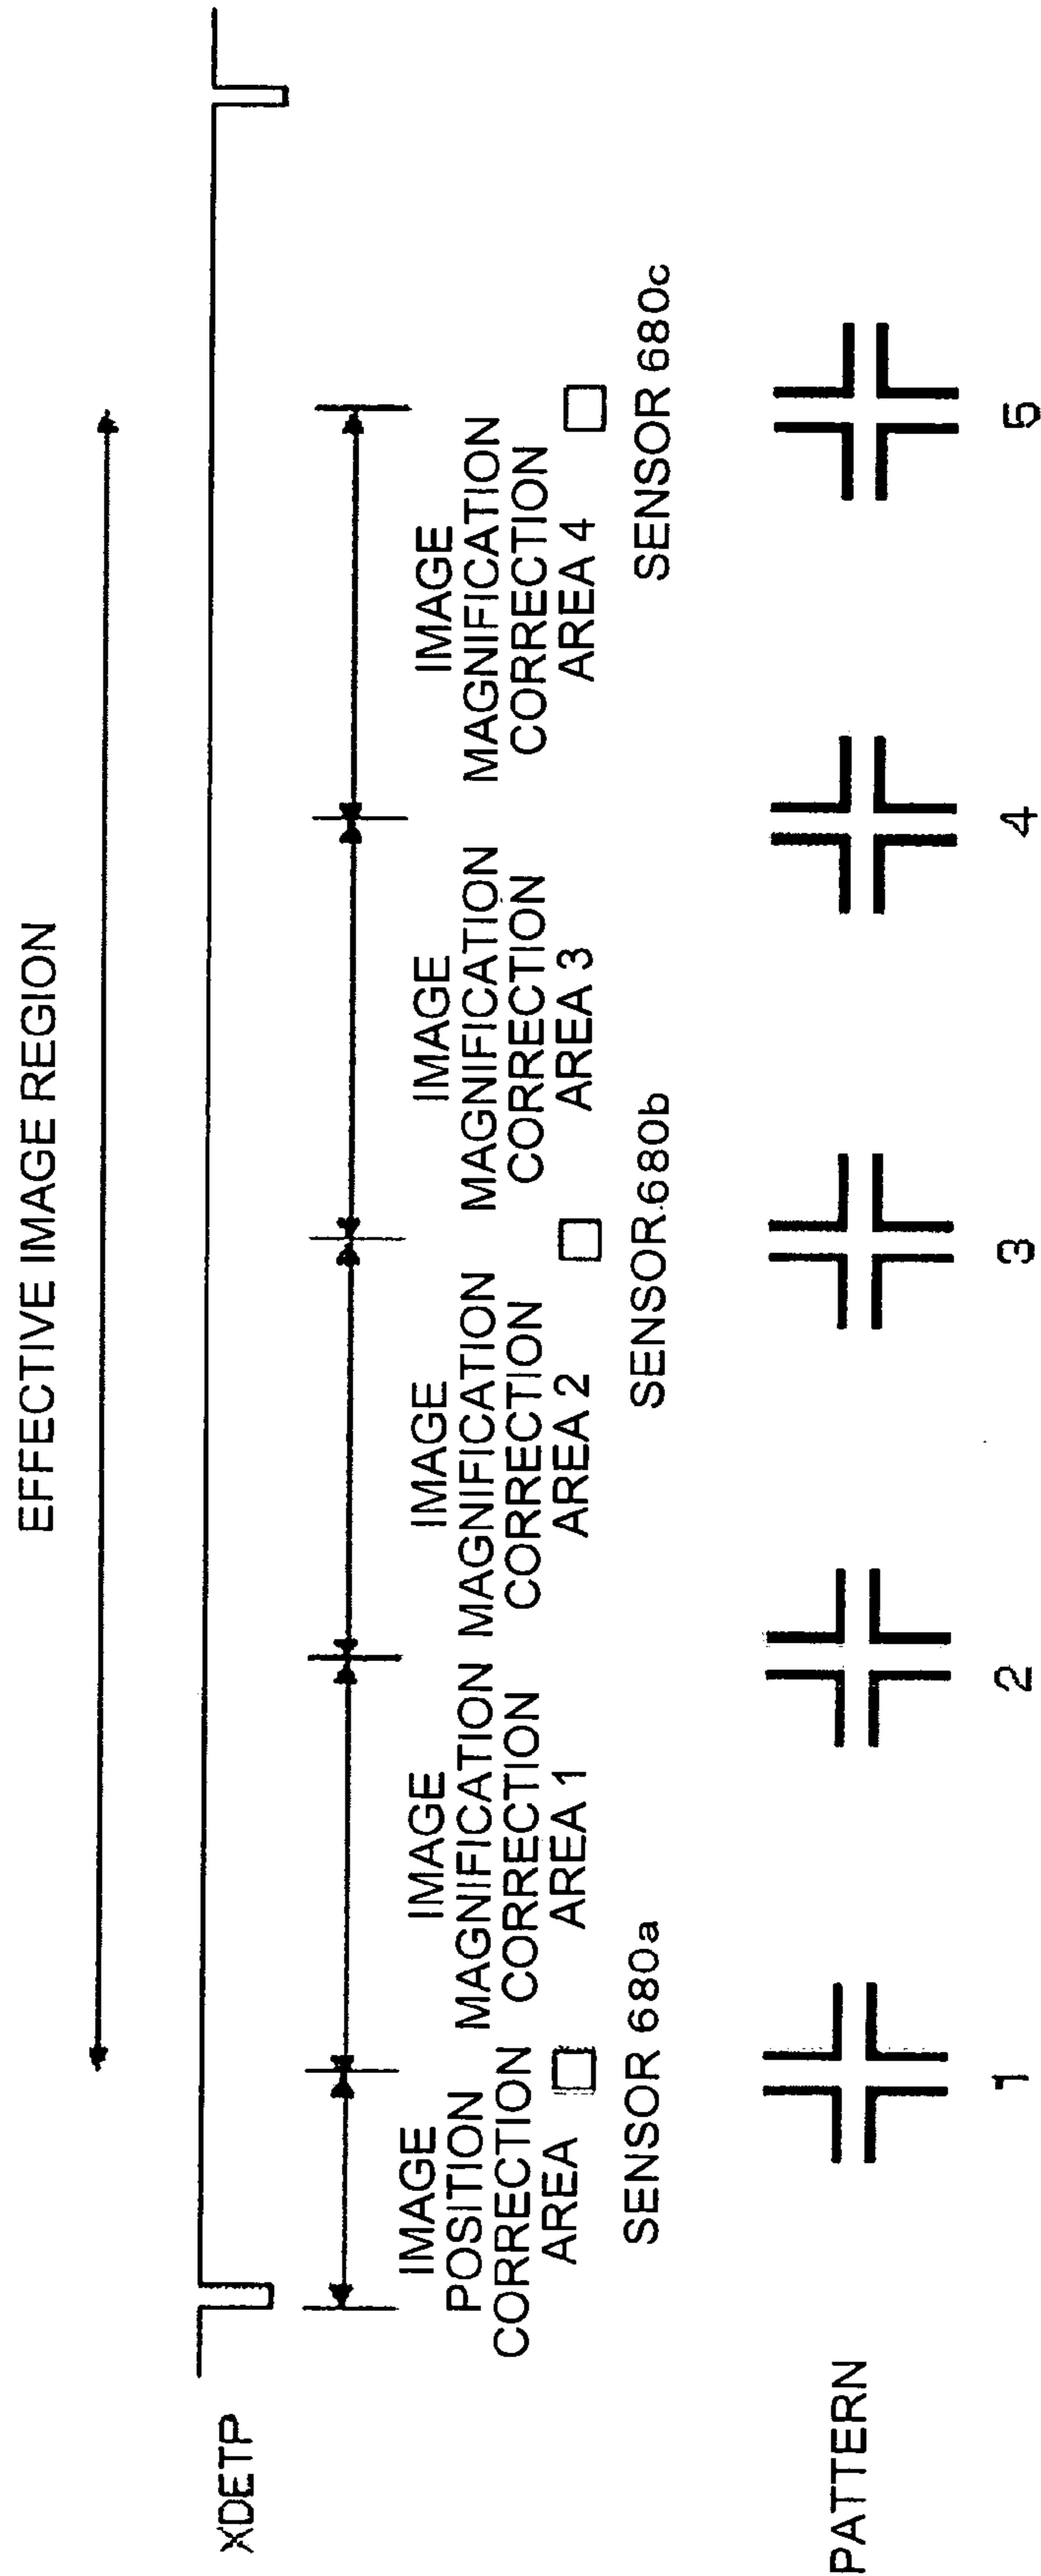 EFFECTIVE IMAGE REGION
XDETP
IMAGE
POSITION
CORRECTION
AREA
IMAGE
MAGNIFICATION
CORRECTION
AREA 1
IMAGE
MAGNIFICATION
CORRECTION
AREA 2
IMAGE
MAGNIFICATION
CORRECTION
AREA 3
IMAGE
MAGNIFICATION
CORRECTION
AREA 4
SENSOR 680a
SENSOR 680b
SENSOR 680c
PATTERN
1
2
3
4
5